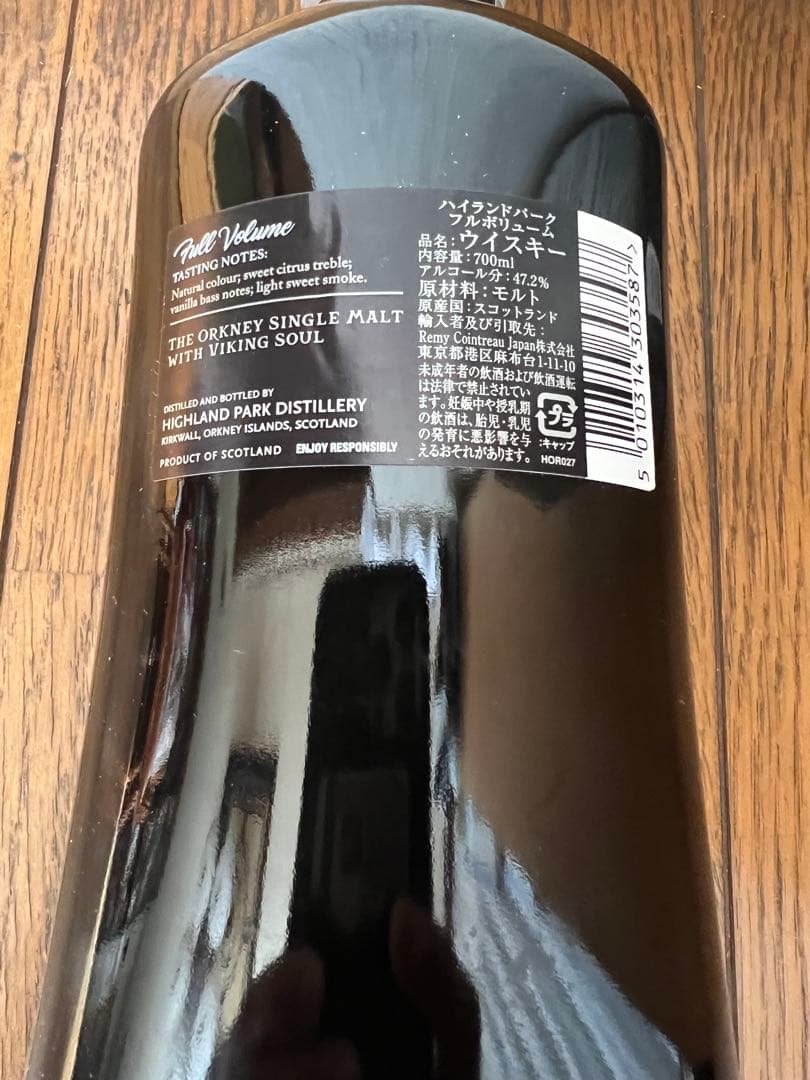 Full Volume
TASTING NOTES:
Natural colour; sweet citrus treble;
vanilla bass notes; light sweet smoke.
THE ORKNEY SINGLE MALT
WITH VIKING SOUL
DISTILLED AND BOTTLED BY
HIGHLAND PARK DISTILLERY
KIRKWALL, ORKNEY ISLANDS, SCOTLAND
PRODUCT OF SCOTLAND ENJOY RESPONSIBLY
ハイランドパーク
フルボリューム
品名：ウイスキー
内容量：700ml
アルコール分：47.2%
原材料：モルト
原産国：スコットランド
輸入者及び引取先：
Remy Cointreau Japan株式会社
東京都港区麻布台1-11-10
未成年者の飲酒および飲酒運転
は法律で禁止されてい
ます。妊娠中や授乳期
の飲酒は、胎児・乳児
の発育に悪影響を与
えるおそれがあります。
プラ
:キャップ
HOR027
5 010314 303587 >